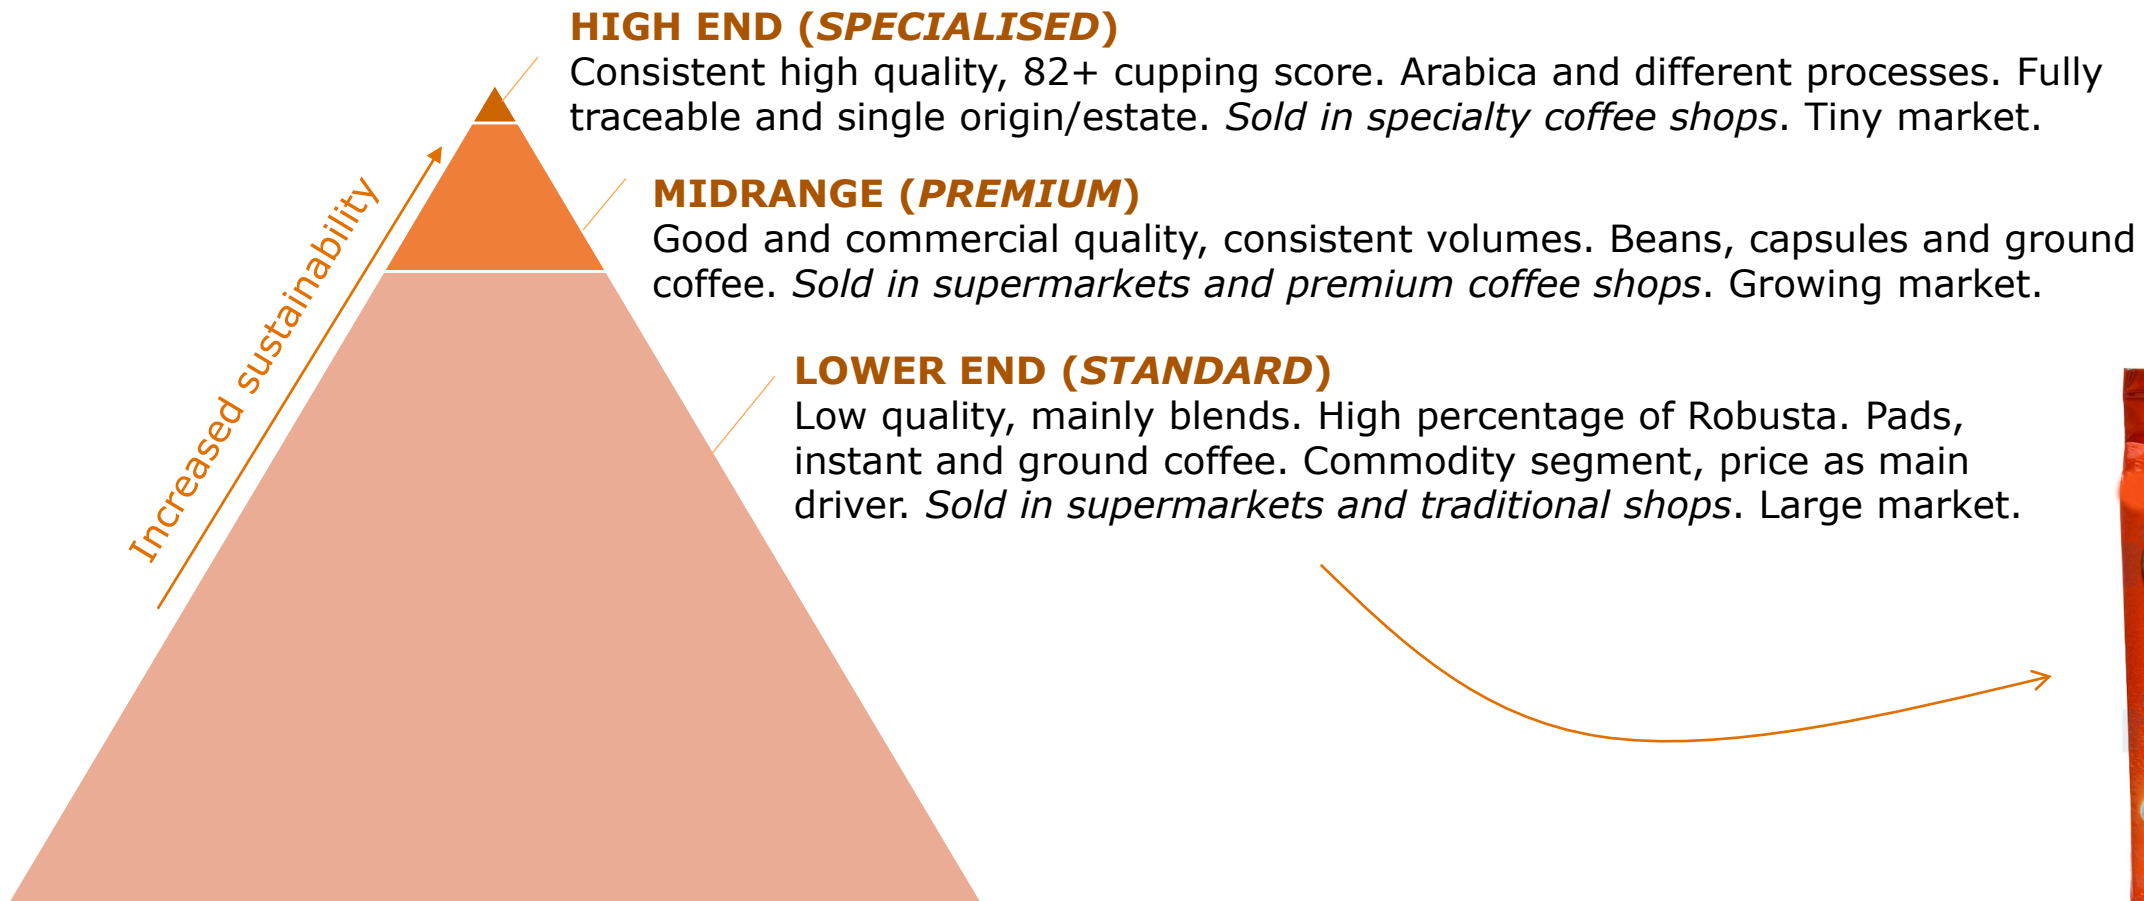 HIGH END (SPECIALISED)
Consistent high quality, 82+ cupping score. Arabica and different processes. Fully
traceable and single origin/estate. Sold in specialty coffee shops. Tiny market.
MIDRANGE (PREMIUM)
Good and commercial quality, consistent volumes. Beans, capsules and ground
coffee. Sold in supermarkets and premium coffee shops. Growing market.
Increased sustainability
LOWER END (STANDARD)
Low quality, mainly blends. High percentage of Robusta. Pads,
instant and ground coffee. Commodity segment, price as main
driver. Sold in supermarkets and traditional shops. Large market.